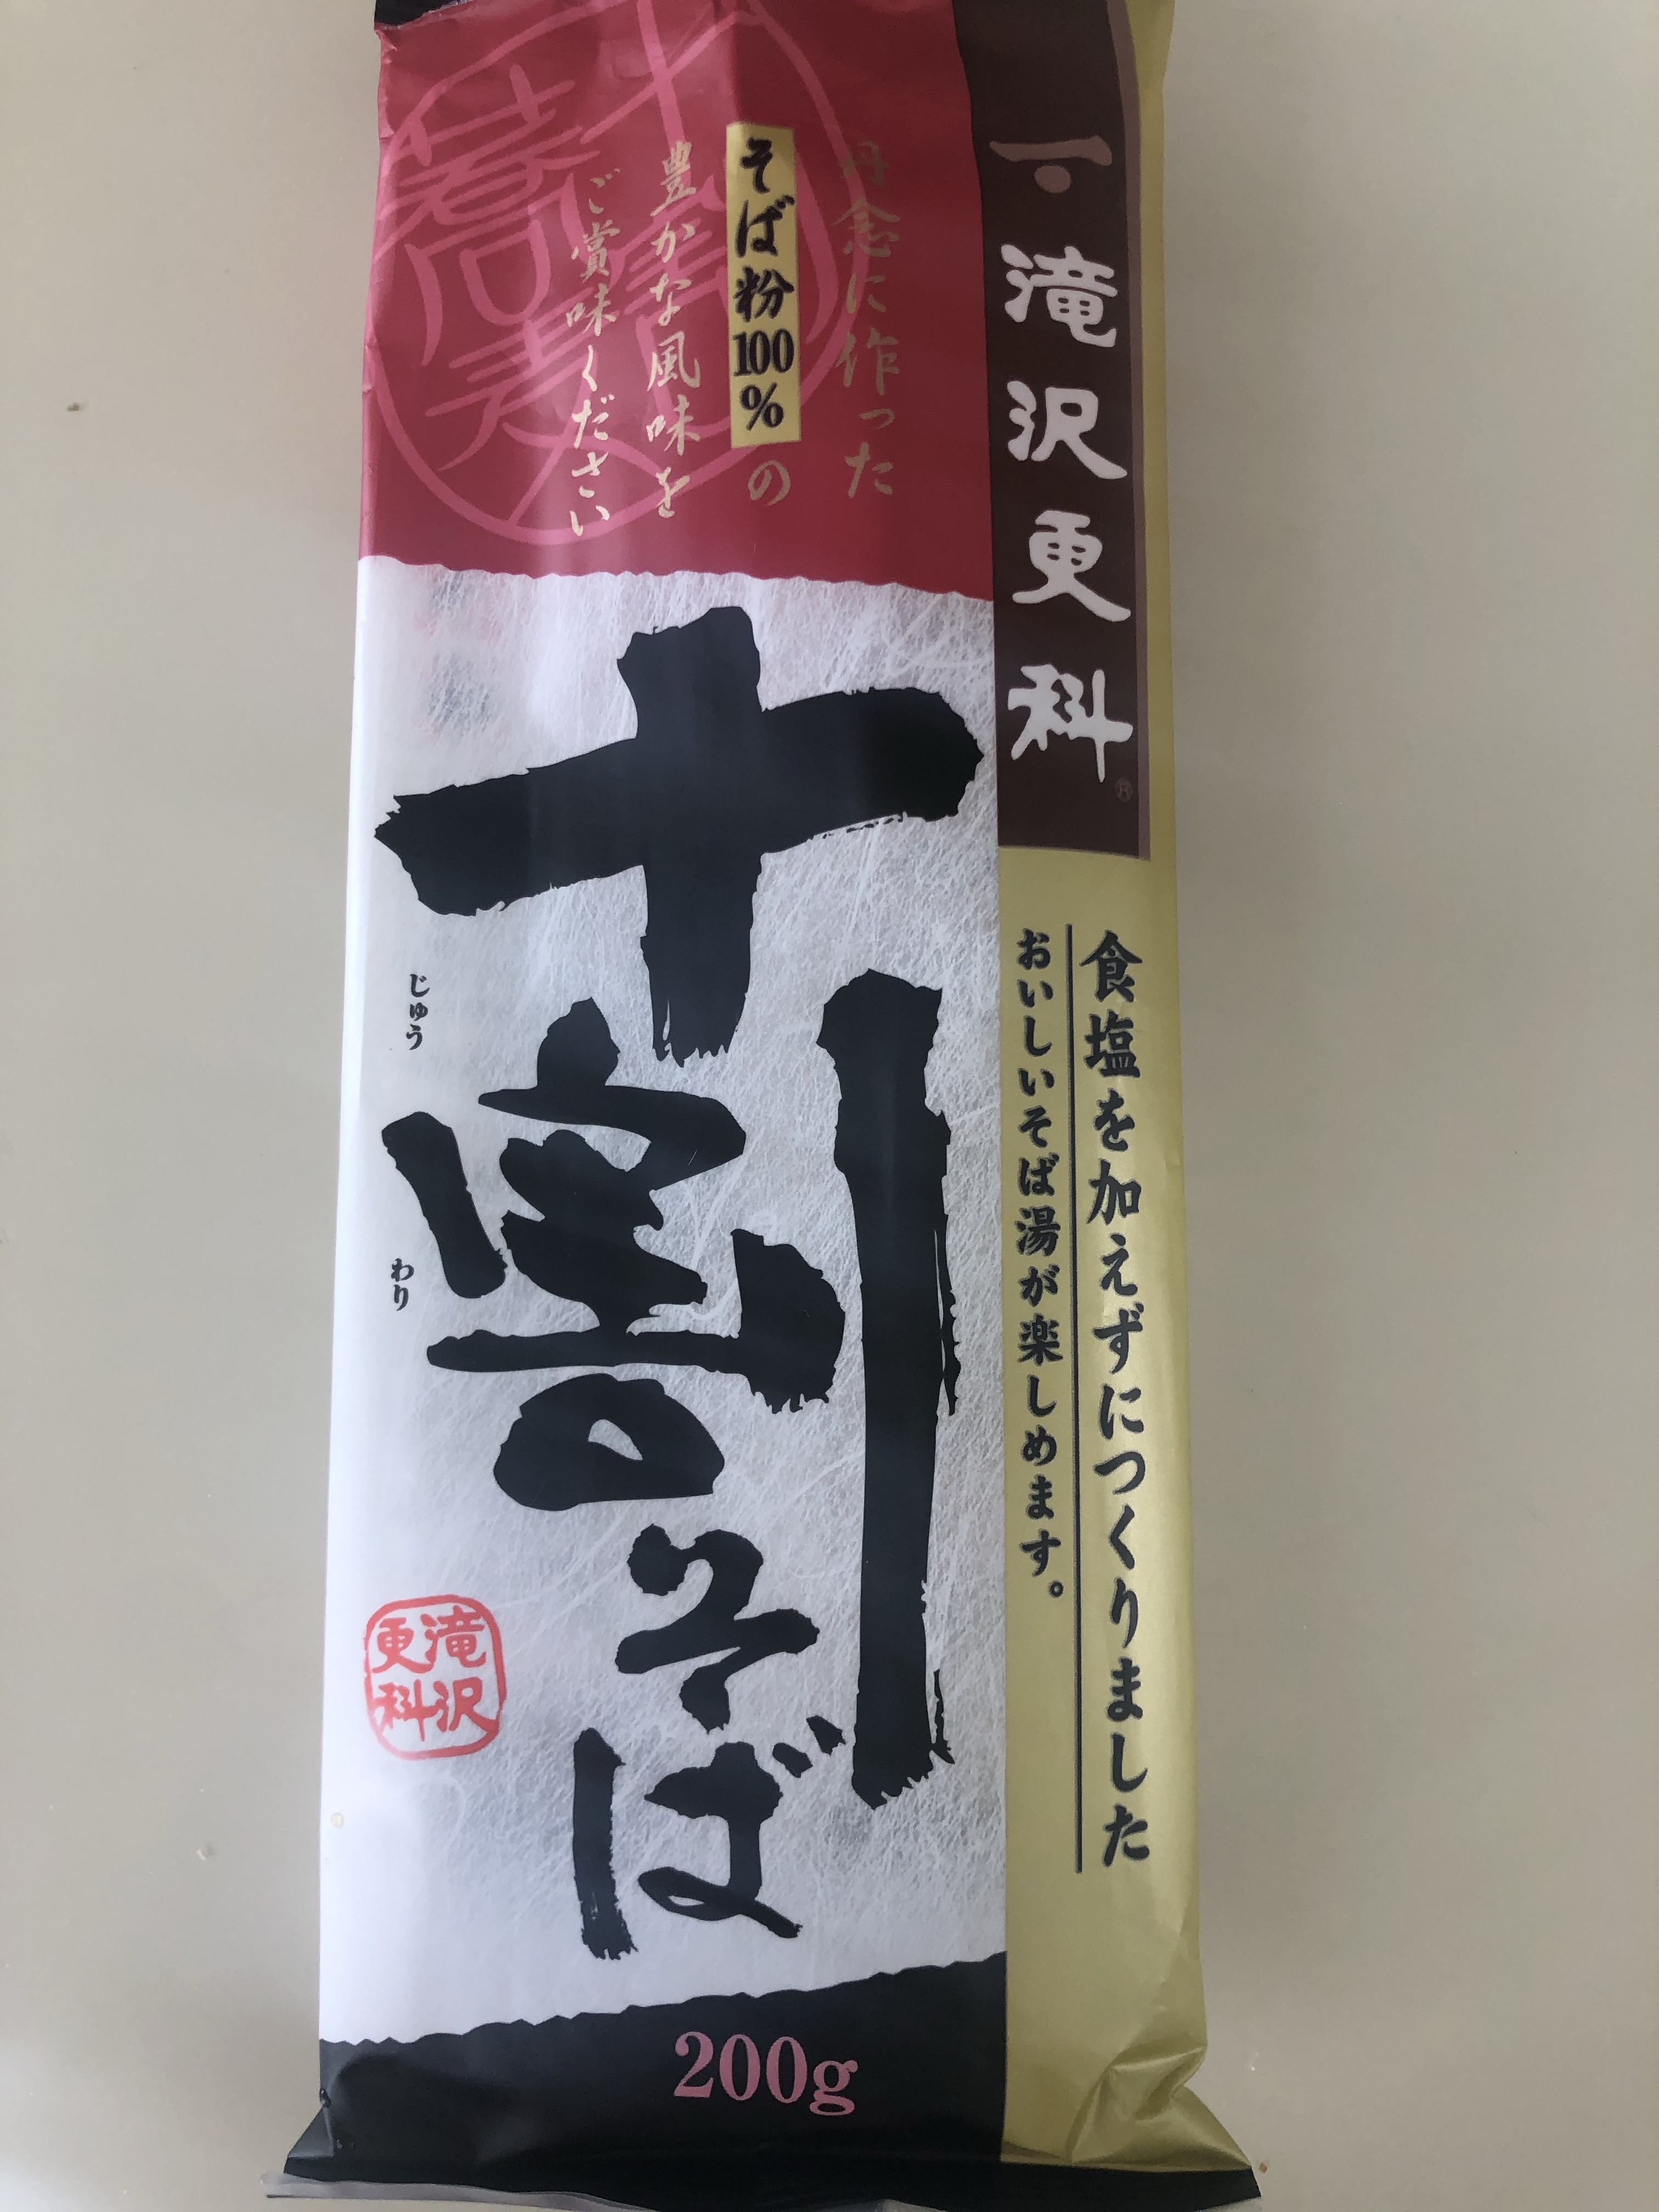 滝沢更科
丹念に作った
そば粉100%の
豊かな風味を
ご賞味ください
食塩を加えずにつくりました
おいしいそば湯が楽しめます。
十割そば
じゅう
わり
滝沢
更科
200g